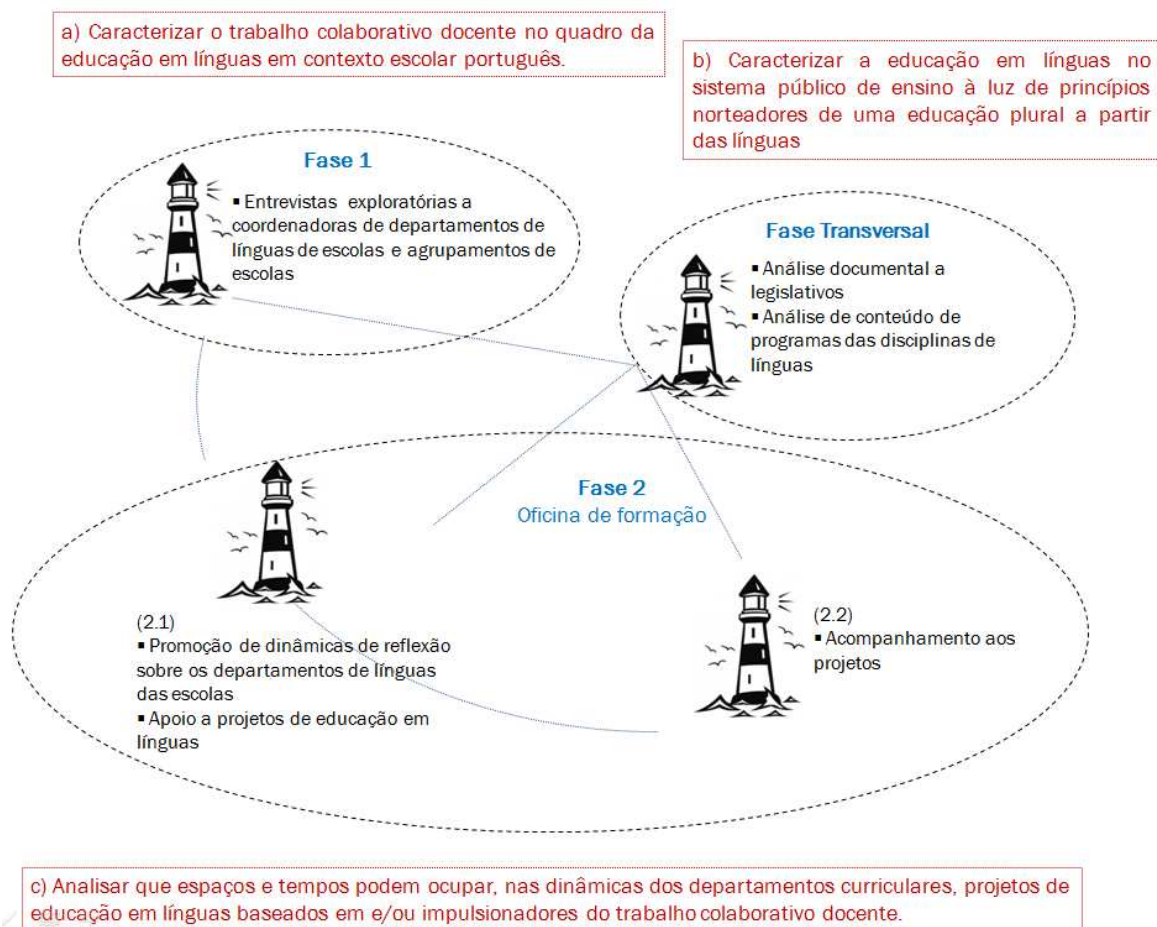 a) Caracterizar o trabalho colaborativo docente no quadro da
educação em línguas em contexto escolar português.
b) Caracterizar a educação em línguas no
sistema público de ensino à luz de princípios
norteadores de uma educação plural a partir
das línguas
Fase 1
▪ Entrevistas exploratórias a
coordenadoras de departamentos de
línguas de escolas e agrupamentos de
escolas
Fase Transversal
▪ Análise documental a
legislativos
▪ Análise de conteúdo de
programas das disciplinas de
línguas
Fase 2
Oficina de formação
(2.1)
▪ Promoção de dinâmicas de reflexão
sobre os departamentos de línguas
das escolas
▪ Apoio a projetos de educação em
línguas
(2.2)
▪ Acompanhamento aos
projetos
c) Analisar que espaços e tempos podem ocupar, nas dinâmicas dos departamentos curriculares, projetos de
educação em línguas baseados em e/ou impulsionadores do trabalho colaborativo docente.